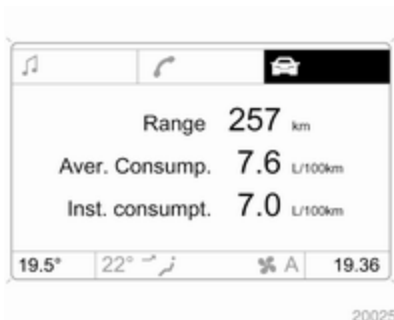 Range 257 km
Aver. Consump. 7.6 L/100km
Inst. consumpt. 7.0 L/100km
19.5° 22° A 19.36
20025